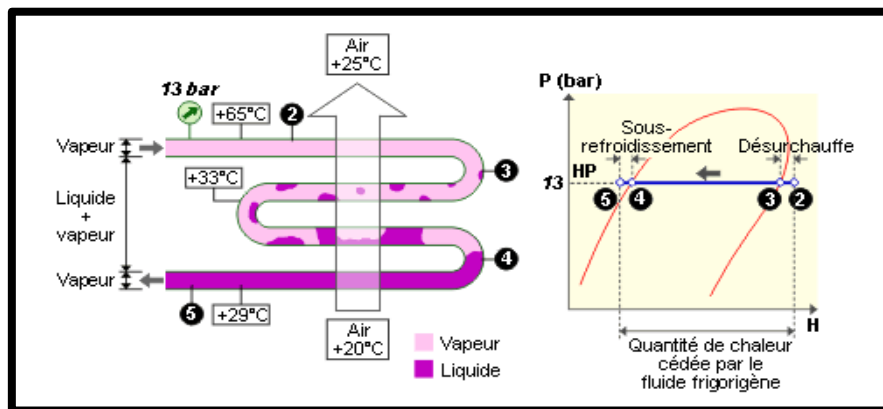 Air
+25°C
13 bar
+65°C
2
Vapeur
3
+33°C
Liquide
+
vapeur
4
Vapeur
5
+29°C
Air
+20°C
Vapeur
Liquide
P (bar)
Sous-
refroidissement
Désurchauffe
HP
13
5
4
3
2
H
Quantité de chaleur
cédée par le
fluide frigorigène